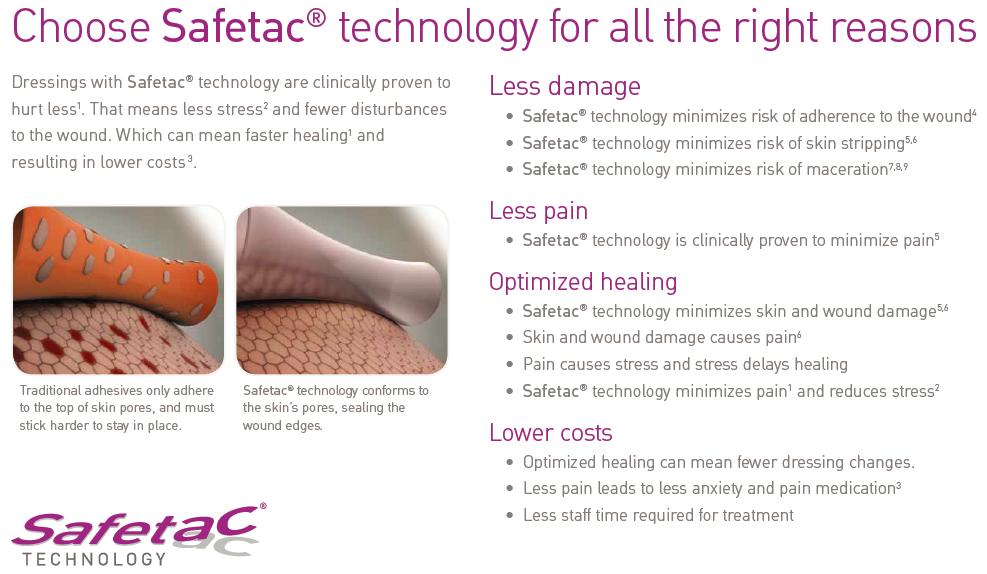 Choose Safetac® technology for all the right reasons
Dressings with Safetac® technology are clinically proven to
hurt less¹. That means less stress² and fewer disturbances
to the wound. Which can mean faster healing¹ and
resulting in lower costs³.
Traditional adhesives only adhere
to the top of skin pores, and must
stick harder to stay in place.
Safetac® technology conforms to
the skin's pores, sealing the
wound edges.
Safetac®
TECHNOLOGY
Less damage
• Safetac® technology minimizes risk of adherence to the wound⁴
• Safetac® technology minimizes risk of skin stripping⁵,⁶
• Safetac® technology minimizes risk of maceration⁷,⁸,⁹
Less pain
• Safetac® technology is clinically proven to minimize pain⁵
Optimized healing
• Safetac® technology minimizes skin and wound damage⁵,⁶
• Skin and wound damage causes pain⁶
• Pain causes stress and stress delays healing
• Safetac® technology minimizes pain¹ and reduces stress²
Lower costs
• Optimized healing can mean fewer dressing changes.
• Less pain leads to less anxiety and pain medication³
• Less staff time required for treatment